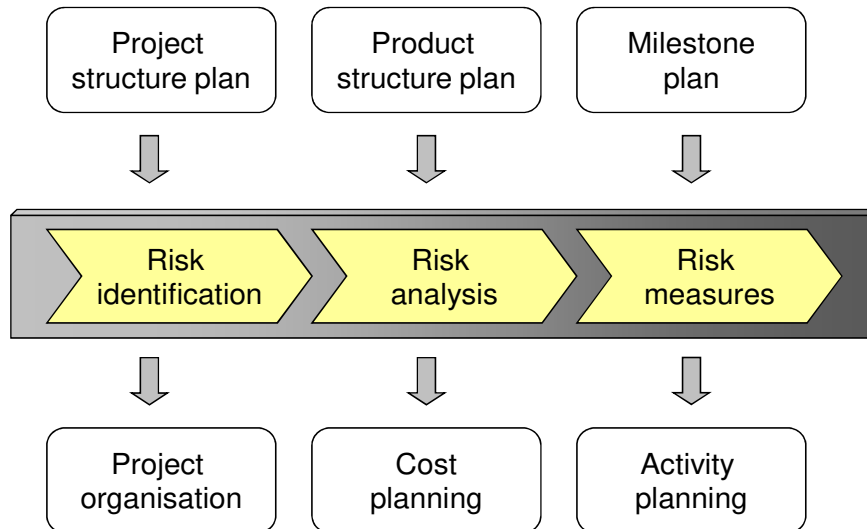 Project
structure plan
Product
structure plan
Milestone
plan
Risk
identification
Risk
analysis
Risk
measures
Project
organisation
Cost
planning
Activity
planning